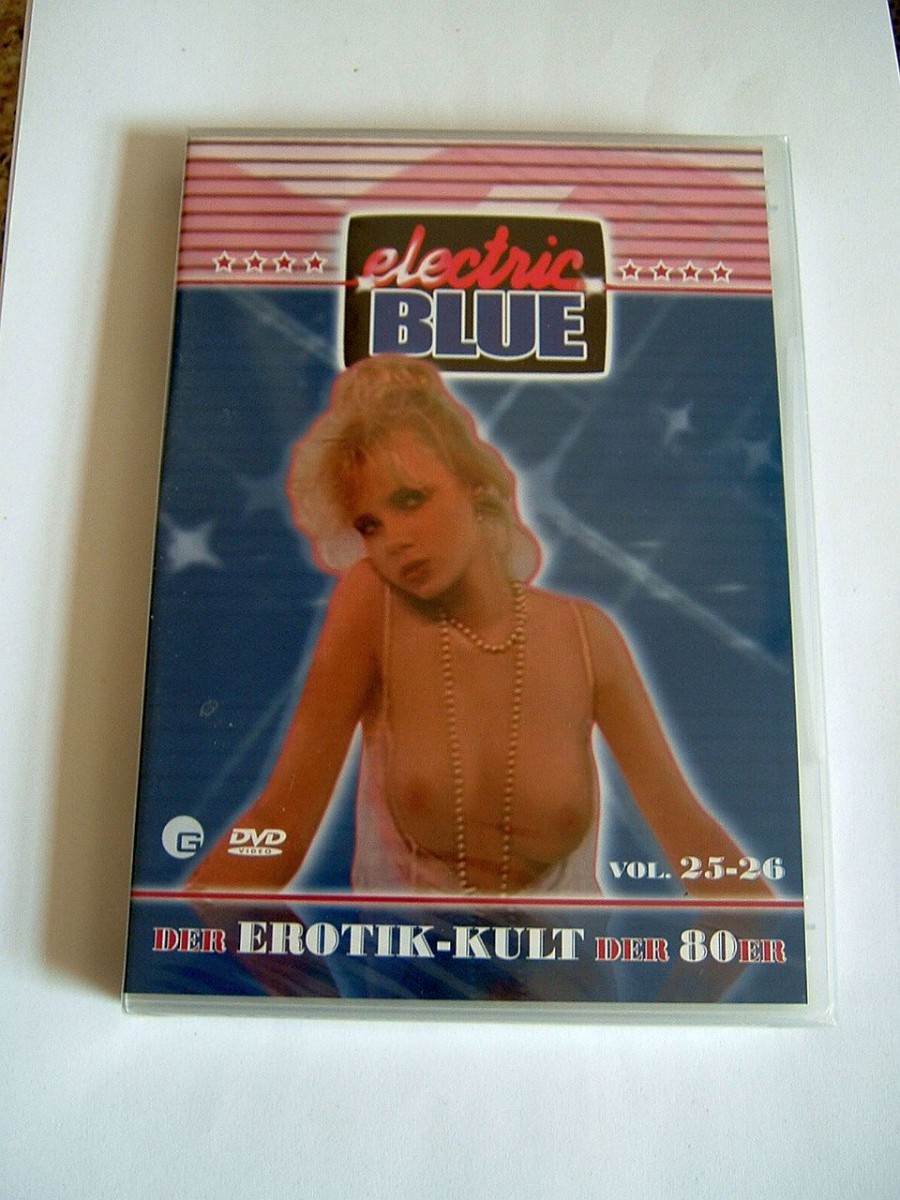 electric
BLUE
G
DVD
VIDEO
VOL. 25-26
DER EROTIK-KULT DER 80ER